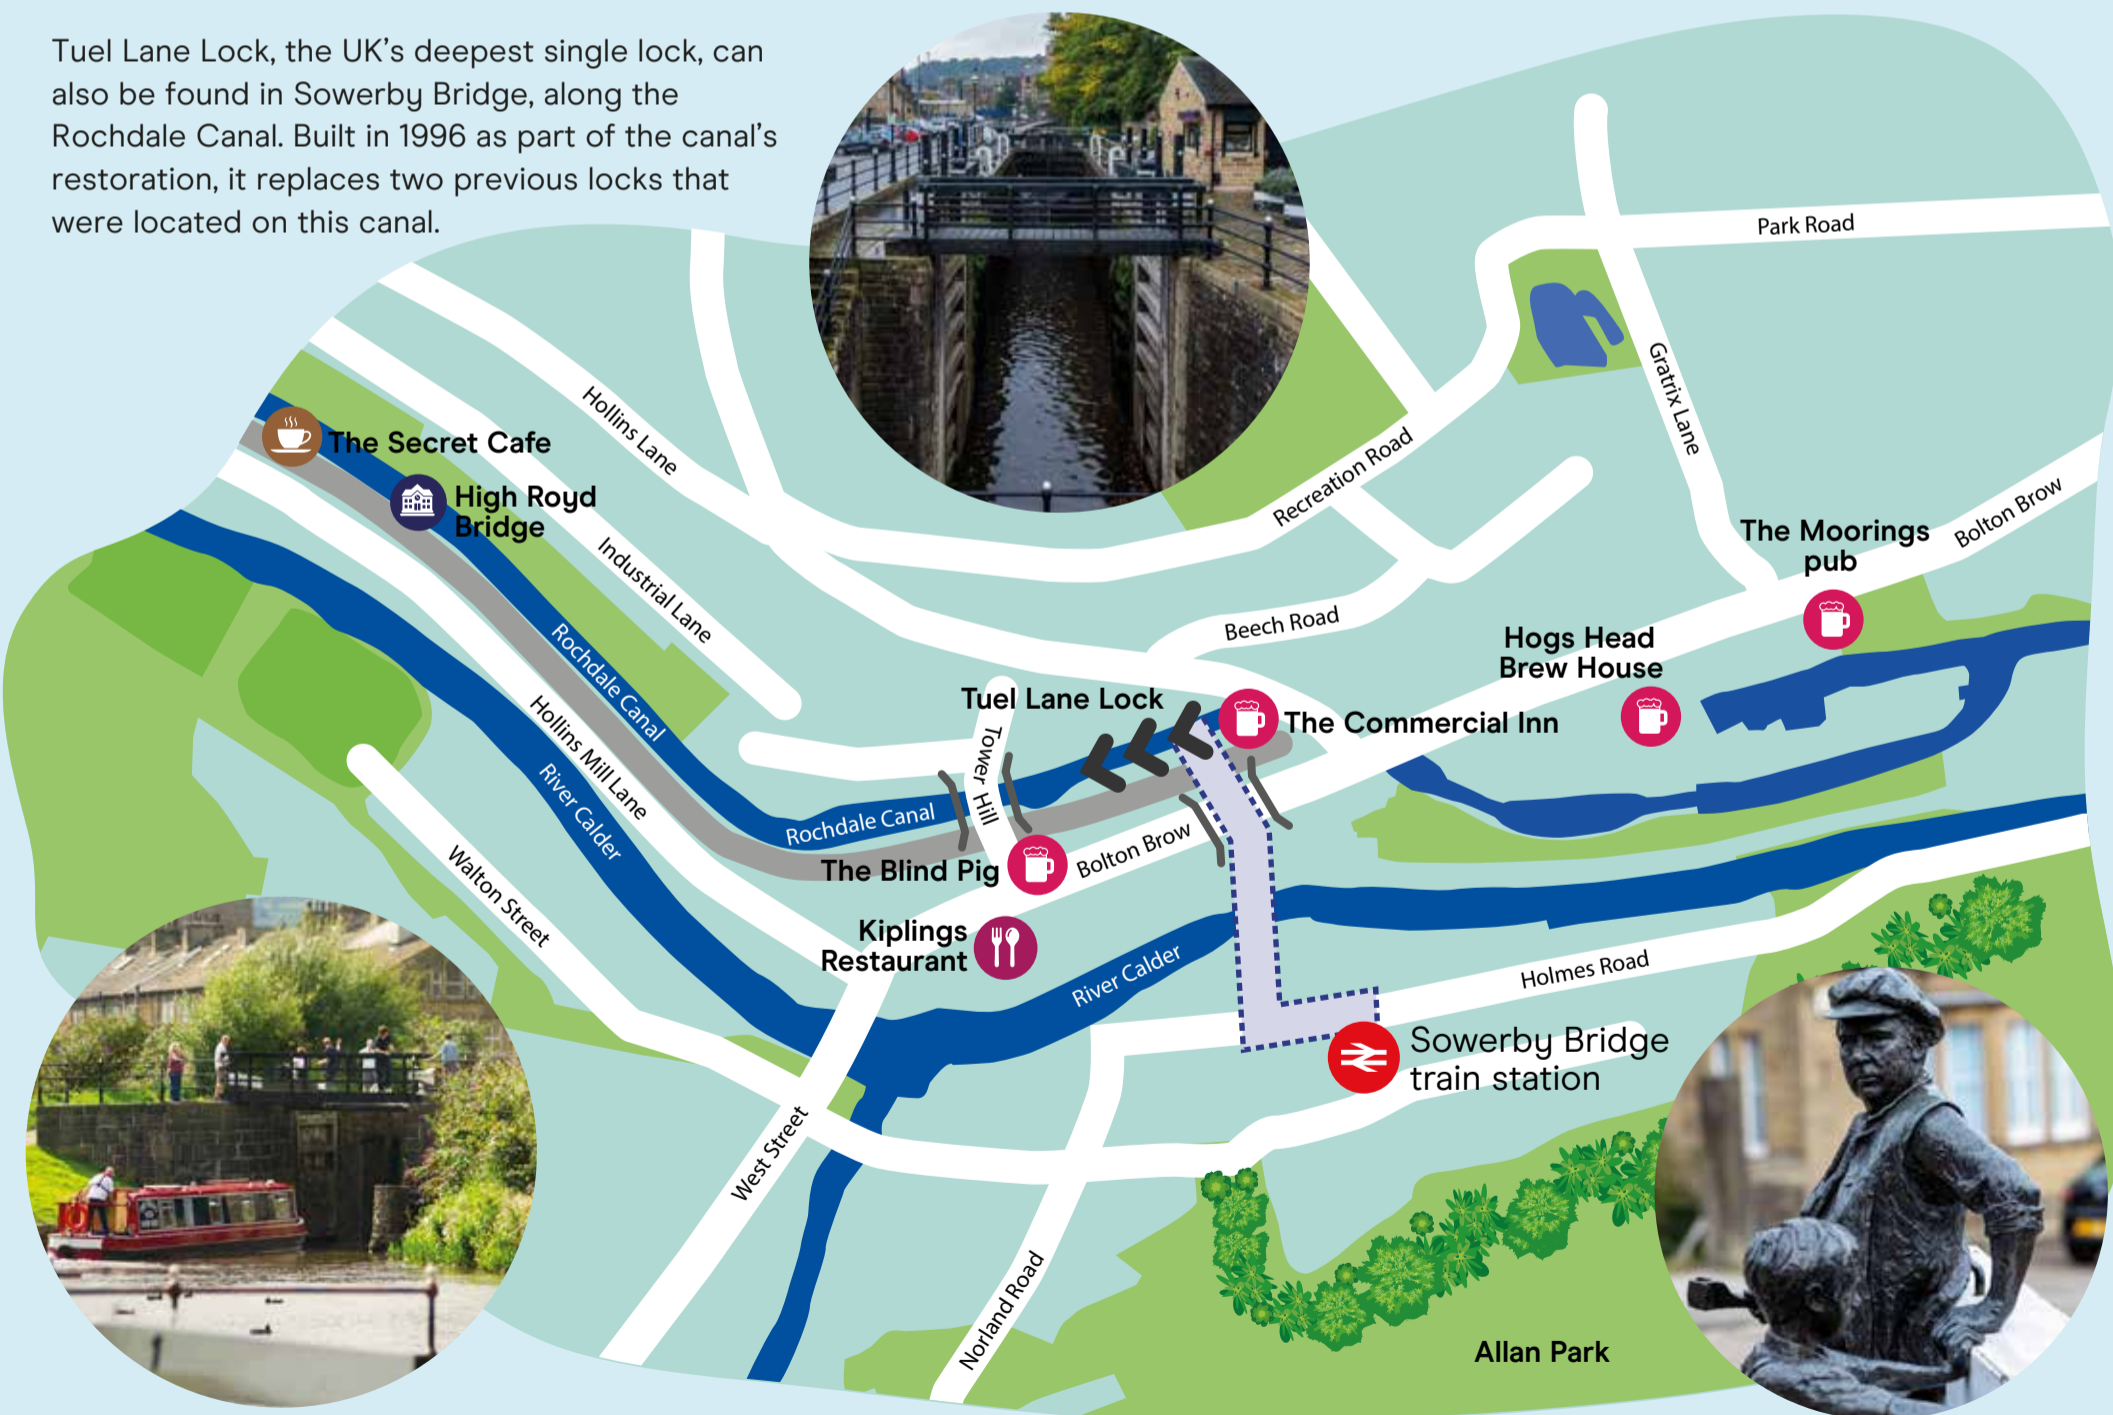 Tuel Lane Lock, the UK's deepest single lock, can
also be found in Sowerby Bridge, along the
Rochdale Canal. Built in 1996 as part of the canal's
restoration, it replaces two previous locks that
were located on this canal.
Park Road
Gratrix Lane
Hollins Lane
The Secret Cafe
High Royd
Bridge
Recreation Road
Bolton Brow
The Moorings
pub
Industrial Lane
Beech Road
Hogs Head
Brew House
Rochdale Canal
Tuel Lane Lock
The Commercial Inn
Hollins Mill Lane
Tower Hill
River Calder
Rochdale Canal
Bolton Brow
The Blind Pig
Walton Street
Kiplings
Restaurant
River Calder
Holmes Road
Sowerby Bridge
train station
West Street
Norland Road
Allan Park